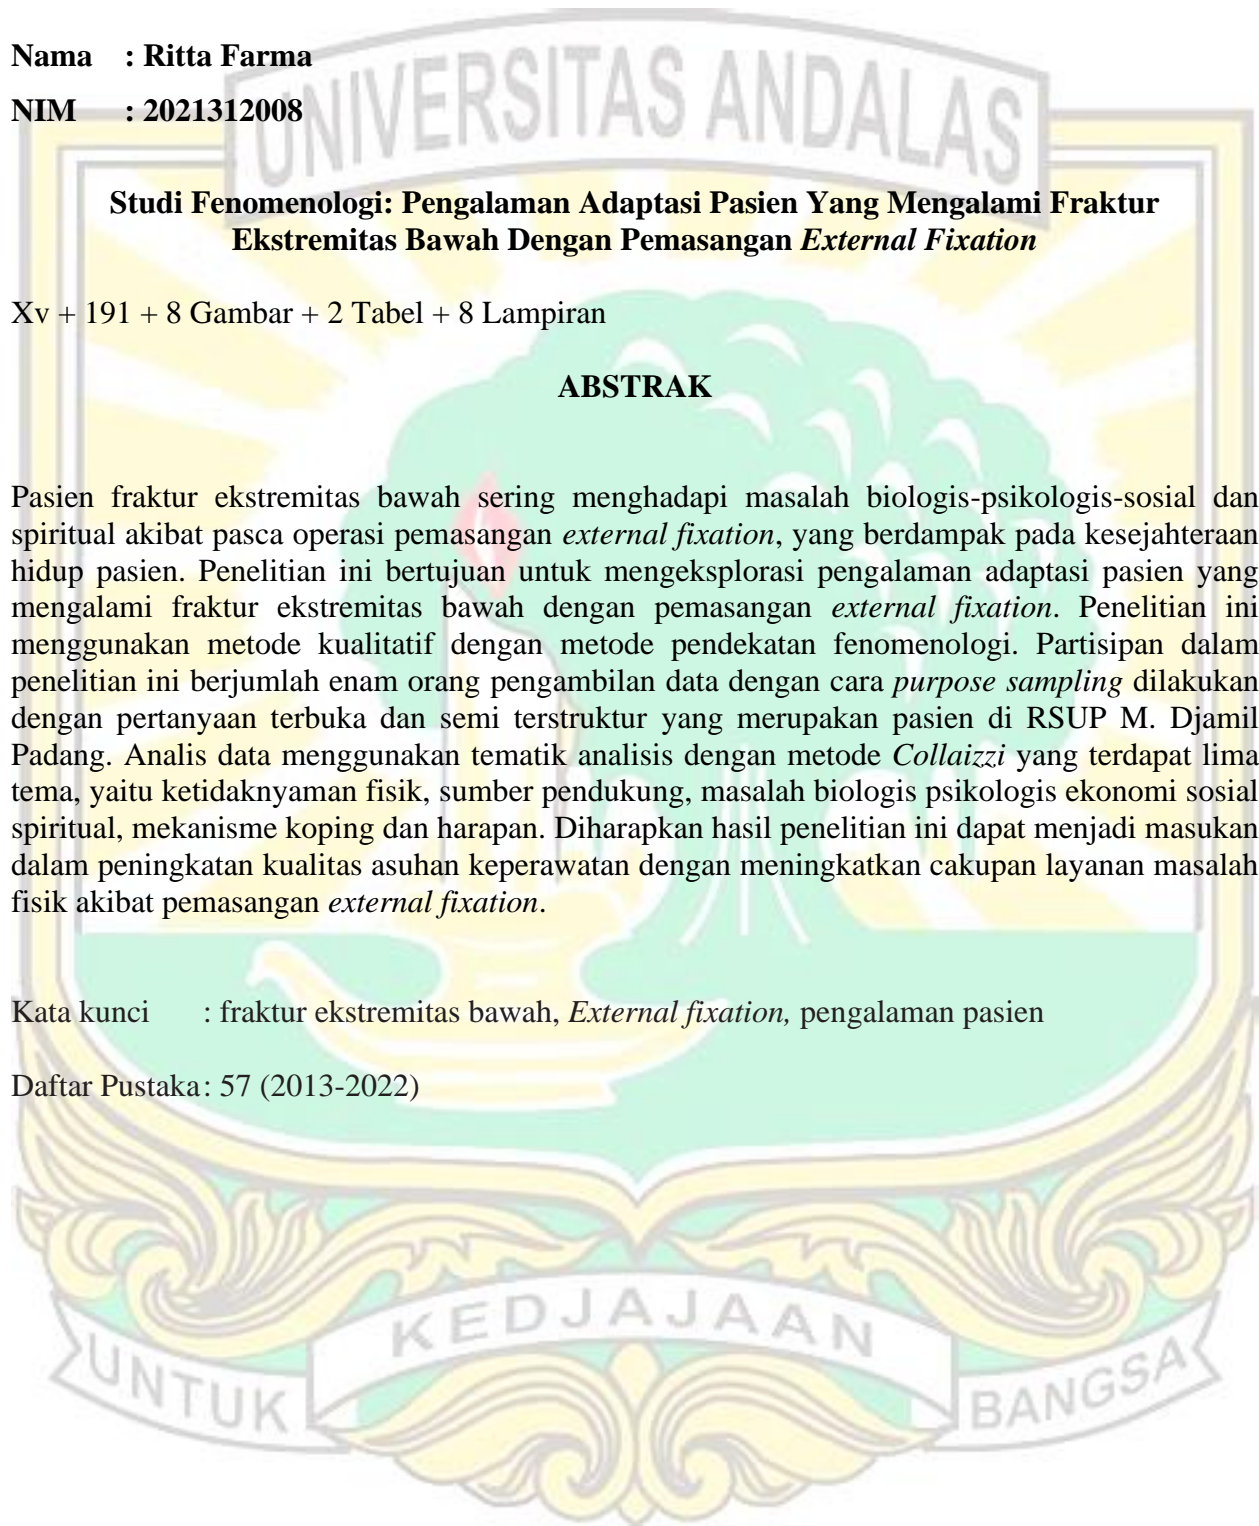 UNIVERSITAS ANDALAS
Nama : Ritta Farma
NIM : 2021312008
Studi Fenomenologi: Pengalaman Adaptasi Pasien Yang Mengalami Fraktur
Ekstremitas Bawah Dengan Pemasangan External Fixation
Xv + 191 + 8 Gambar + 2 Tabel + 8 Lampiran
ABSTRAK
Pasien fraktur ekstremitas bawah sering menghadapi masalah biologis-psikologis-sosial dan
spiritual akibat pasca operasi pemasangan external fixation, yang berdampak pada kesejahteraan
hidup pasien. Penelitian ini bertujuan untuk mengeksplorasi pengalaman adaptasi pasien yang
mengalami fraktur ekstremitas bawah dengan pemasangan external fixation. Penelitian ini
menggunakan metode kualitatif dengan metode pendekatan fenomenologi. Partisipan dalam
penelitian ini berjumlah enam orang pengambilan data dengan cara purpose sampling dilakukan
dengan pertanyaan terbuka dan semi terstruktur yang merupakan pasien di RSUP M. Djamil
Padang. Analis data menggunakan tematik analisis dengan metode Collaizzi yang terdapat lima
tema, yaitu ketidaknyaman fisik, sumber pendukung, masalah biologis psikologis ekonomi sosial
spiritual, mekanisme koping dan harapan. Diharapkan hasil penelitian ini dapat menjadi masukan
dalam peningkatan kualitas asuhan keperawatan dengan meningkatkan cakupan layanan masalah
fisik akibat pemasangan external fixation.
Kata kunci : fraktur ekstremitas bawah, External fixation, pengalaman pasien
Daftar Pustaka : 57 (2013-2022)
UNTUK KEDJAJAAN BANGSA